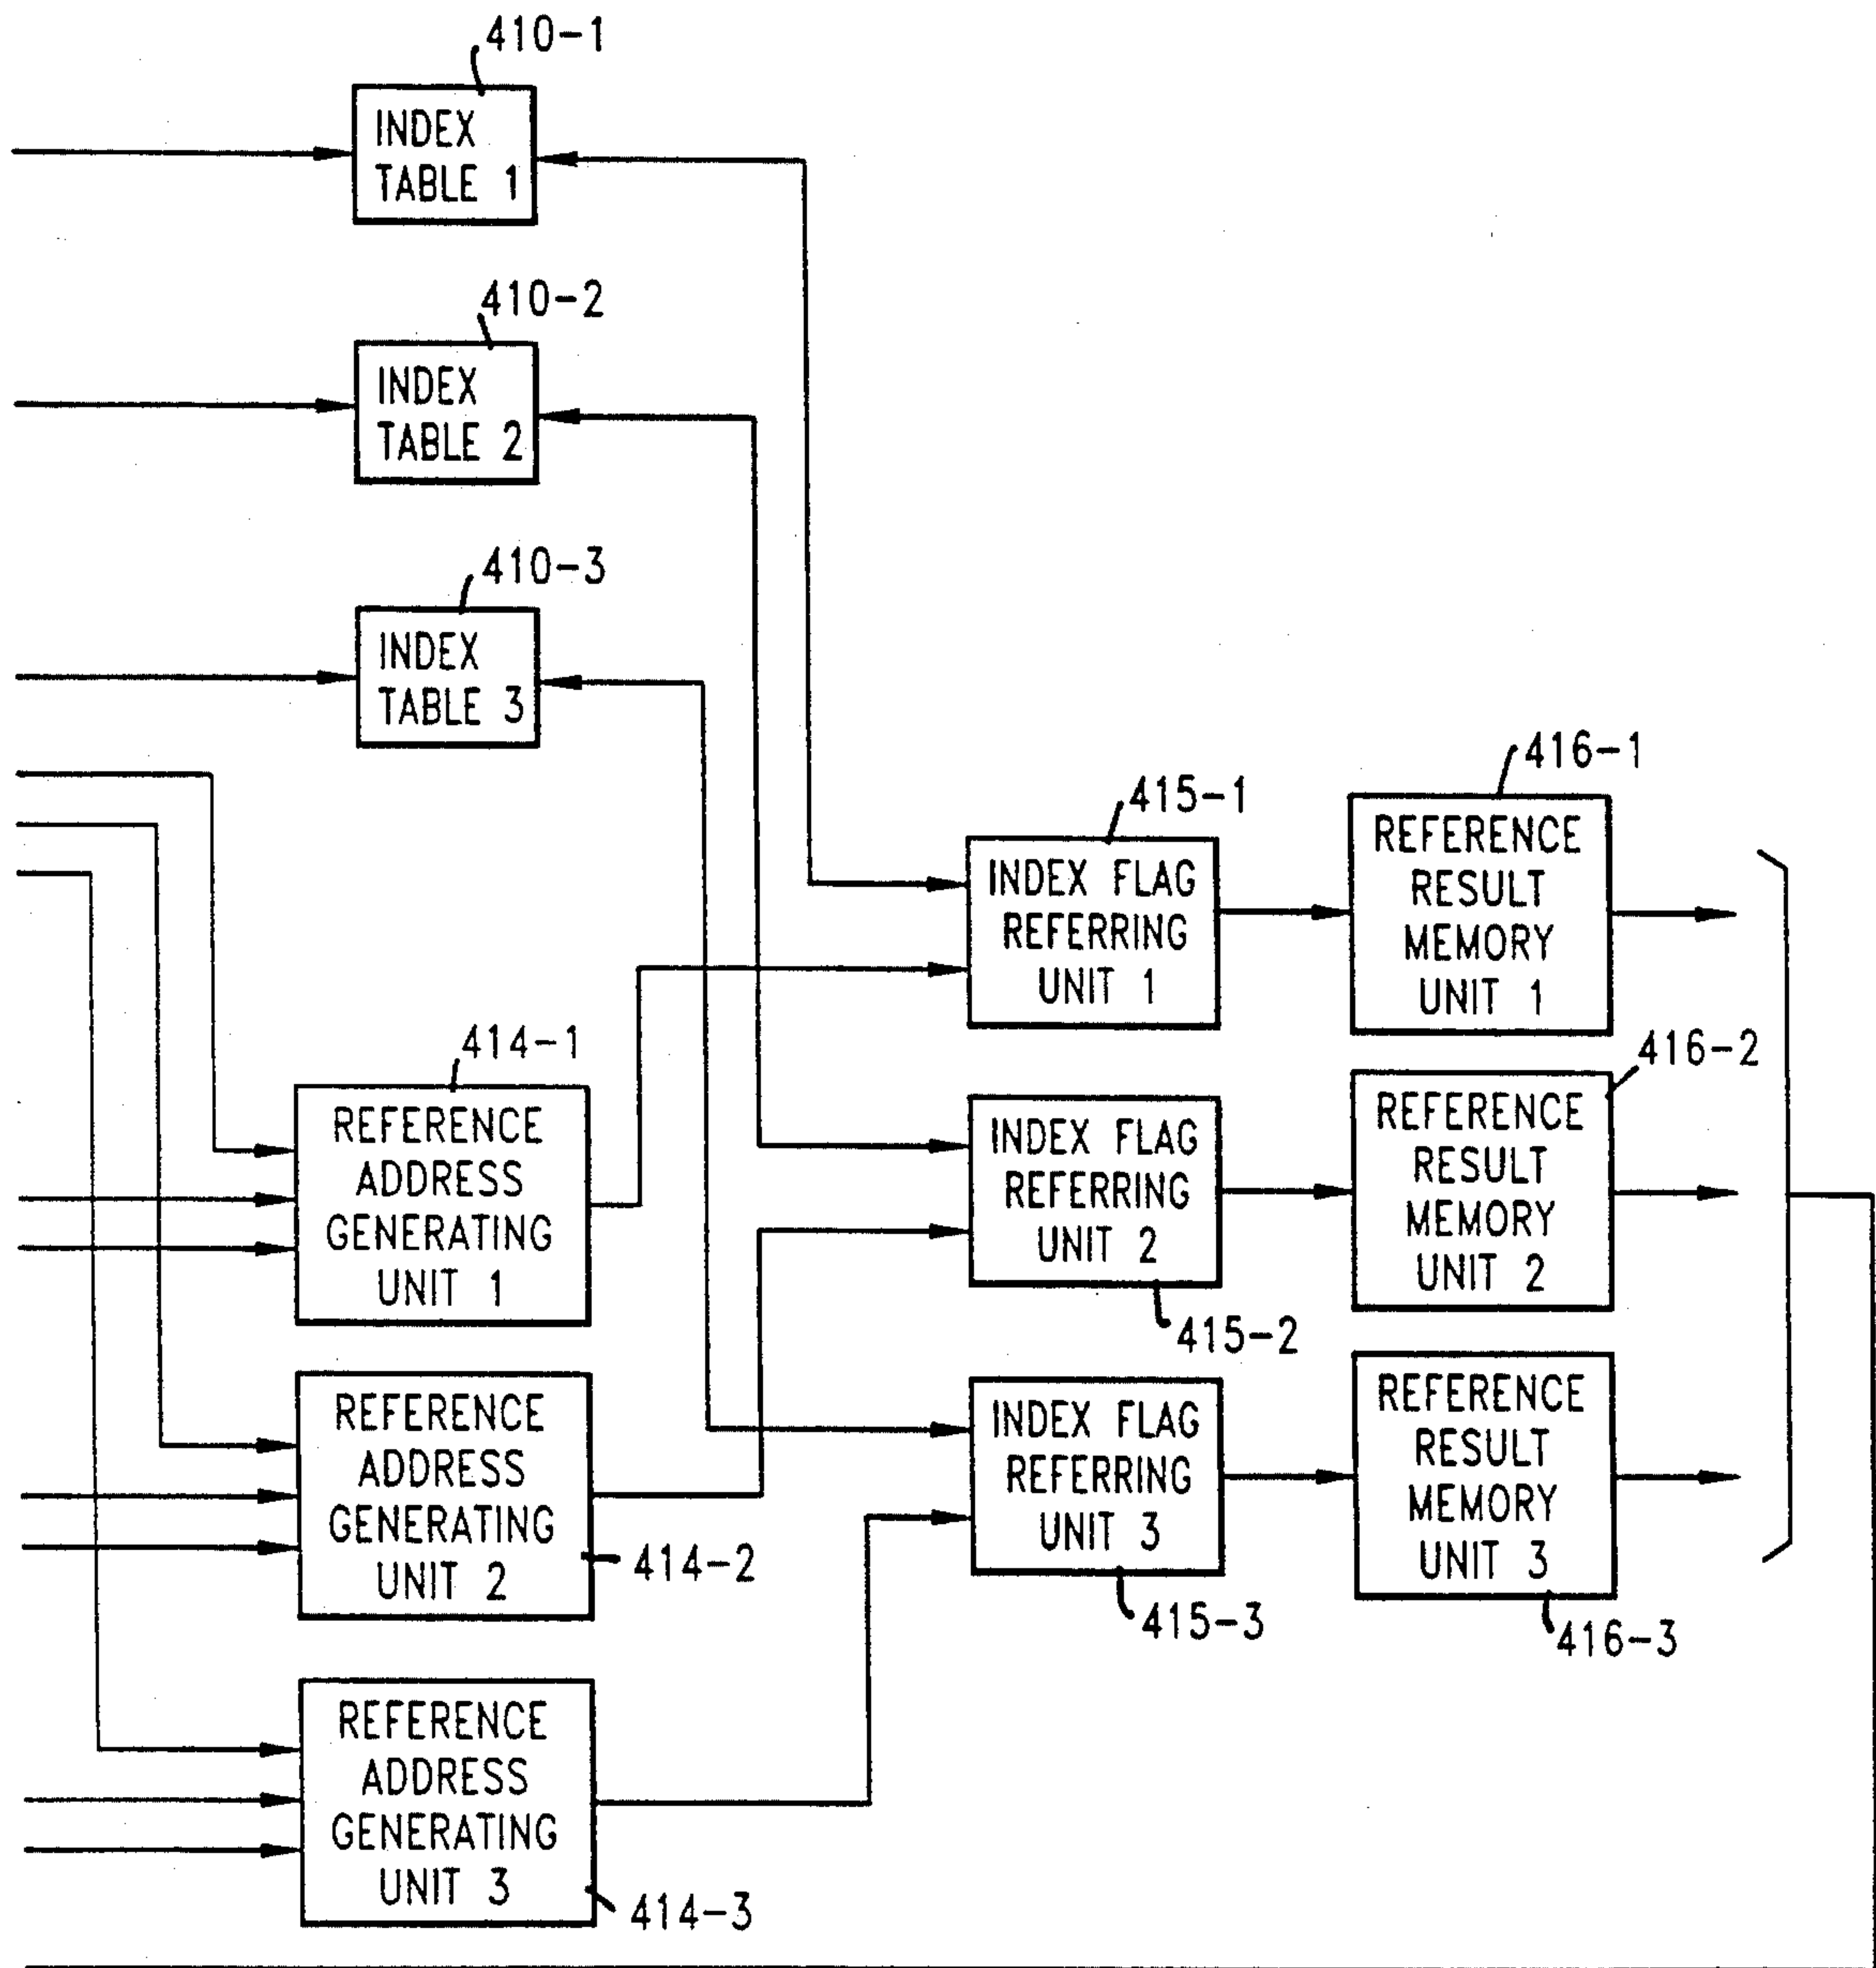 410-1
INDEX
TABLE 1
410-2
INDEX
TABLE 2
410-3
INDEX
TABLE 3
414-1
REFERENCE
ADDRESS
GENERATING
UNIT 1
REFERENCE
ADDRESS
GENERATING
UNIT 2
414-2
REFERENCE
ADDRESS
GENERATING
UNIT 3
414-3
415-1
INDEX FLAG
REFERRING
UNIT 1
INDEX FLAG
REFERRING
UNIT 2
415-2
INDEX FLAG
REFERRING
UNIT 3
415-3
416-1
REFERENCE
RESULT
MEMORY
UNIT 1
416-2
REFERENCE
RESULT
MEMORY
UNIT 2
REFERENCE
RESULT
MEMORY
UNIT 3
416-3